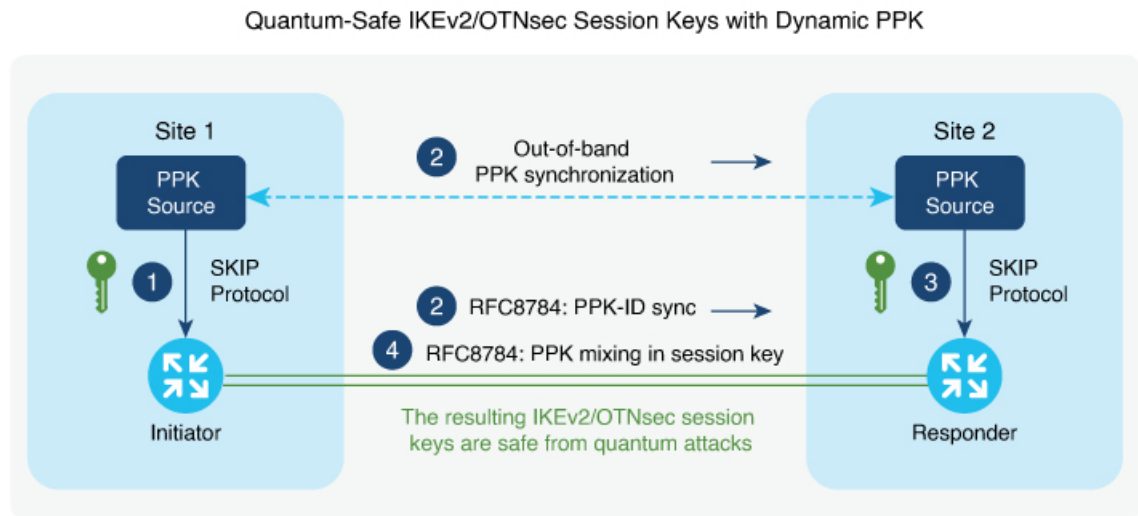 Quantum-Safe IKEv2/OTNsec Session Keys with Dynamic PPK
Site 1
PPK
Source
1
SKIP
Protocol
Initiator
2
Out-of-band
PPK synchronization
2
RFC8784: PPK-ID sync
4
RFC8784: PPK mixing in session key
The resulting IKEv2/OTNsec session
keys are safe from quantum attacks
Site 2
PPK
Source
3
SKIP
Protocol
Responder